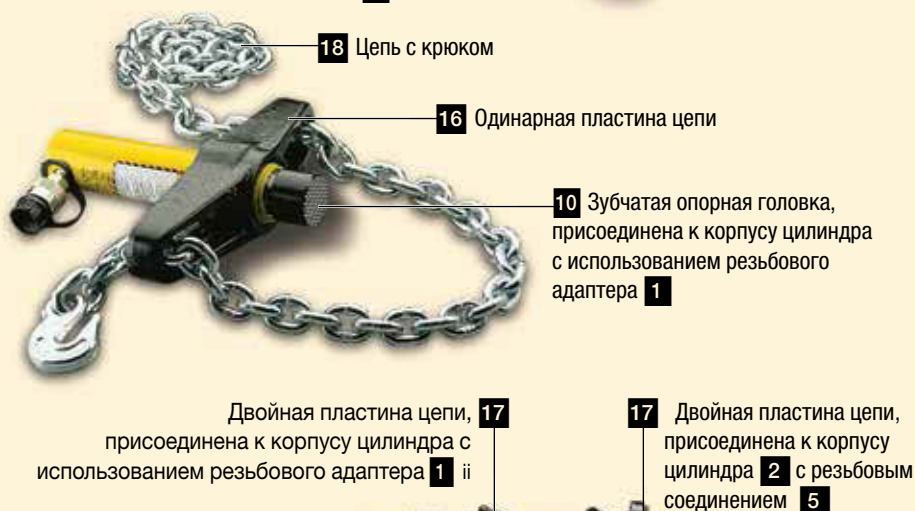 18 Цепь с крюком
16 Одинарная пластина цепи
10 Зубчатая опорная головка,
присоединена к корпусу цилиндра
с использованием резьбового
адаптера 1
Двойная пластина цепи, 17
присоединена к корпусу цилиндра с
использованием резьбового адаптера 1 ii
17 Двойная пластина цепи,
присоединена к корпусу
цилиндра 2 с резьбовым
соединением 5